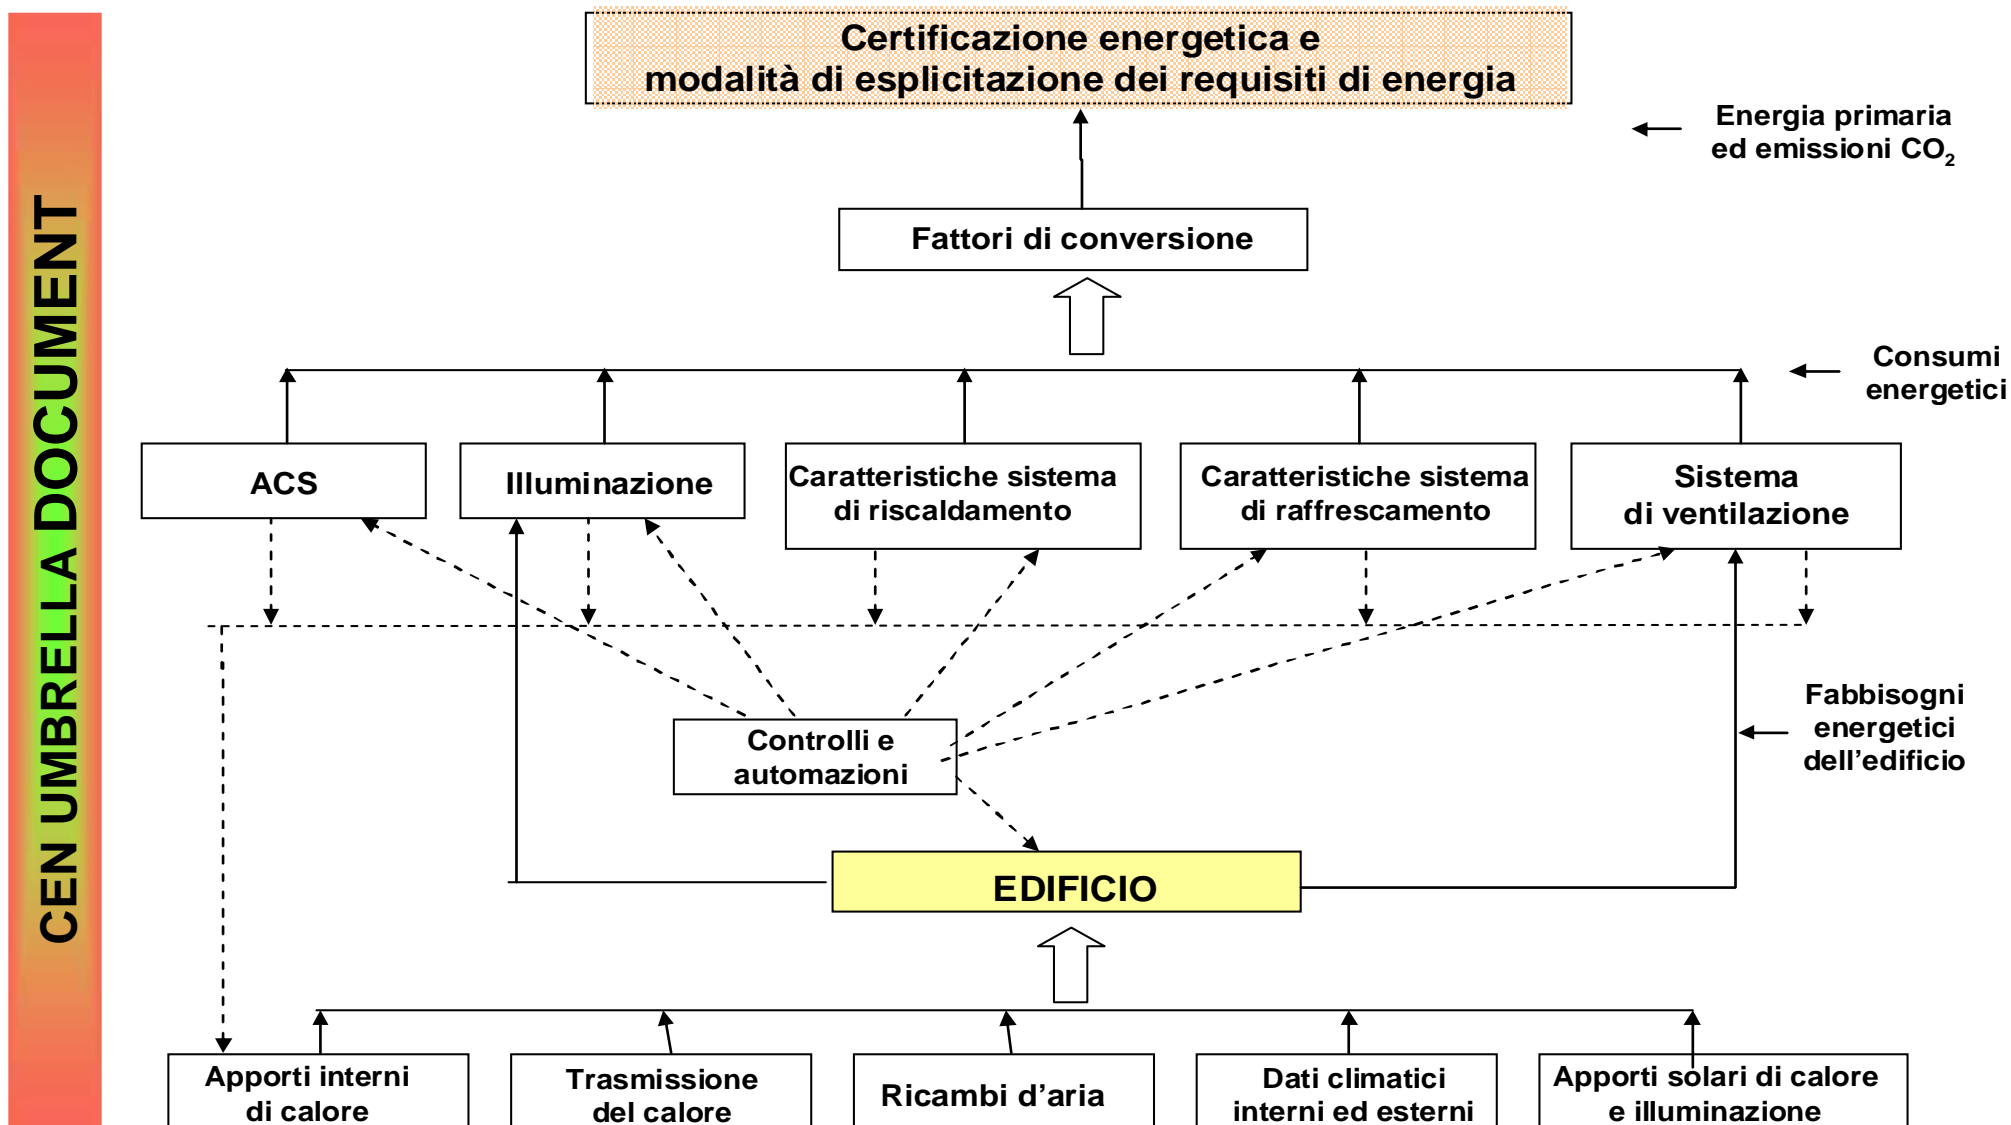 CEN UMBRELLA DOCUMENT
Certificazione energetica e
modalità di esplicitazione dei requisiti di energia
Energia primaria
ed emissioni CO₂
Fattori di conversione
Consumi
energetici
ACS
Illuminazione
Caratteristiche sistema
di riscaldamento
Caratteristiche sistema
di raffrescamento
Sistema
di ventilazione
Fabbisogni
energetici
dell’edificio
Controlli e
automazioni
EDIFICIO
Apporti interni
di calore
Trasmissione
del calore
Ricambi d’aria
Dati climatici
interni ed esterni
Apporti solari di calore
e illuminazione